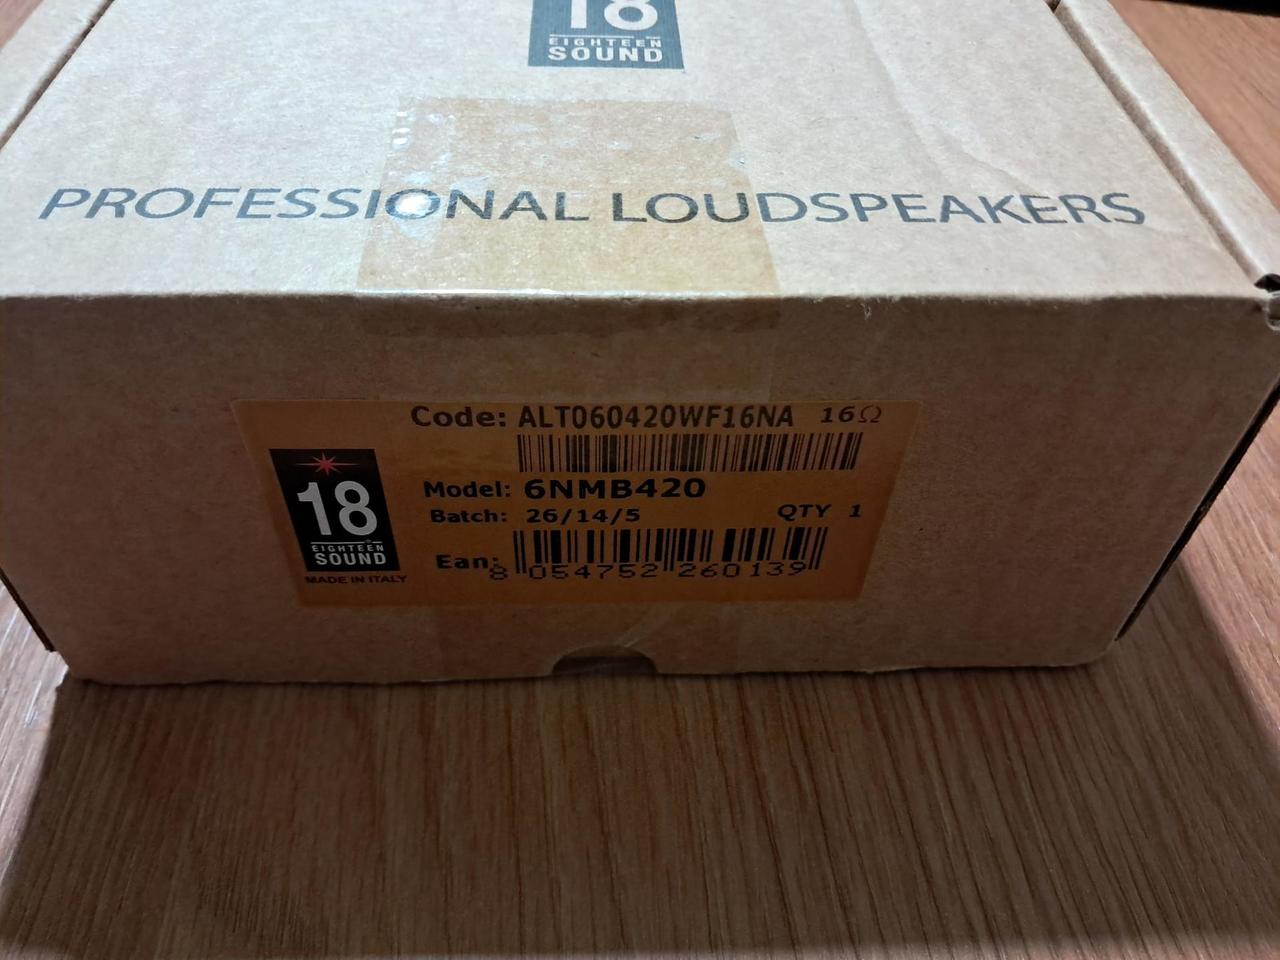 18
EIGHTEEN
SOUND
PROFESSIONAL LOUDSPEAKERS
Code: ALT060420WF16NA 16Ω
18
EIGHTEEN
SOUND
MADE IN ITALY
Model: 6NMB420
Batch: 26/14/5 QTY 1
Ean: 8 054752 260139